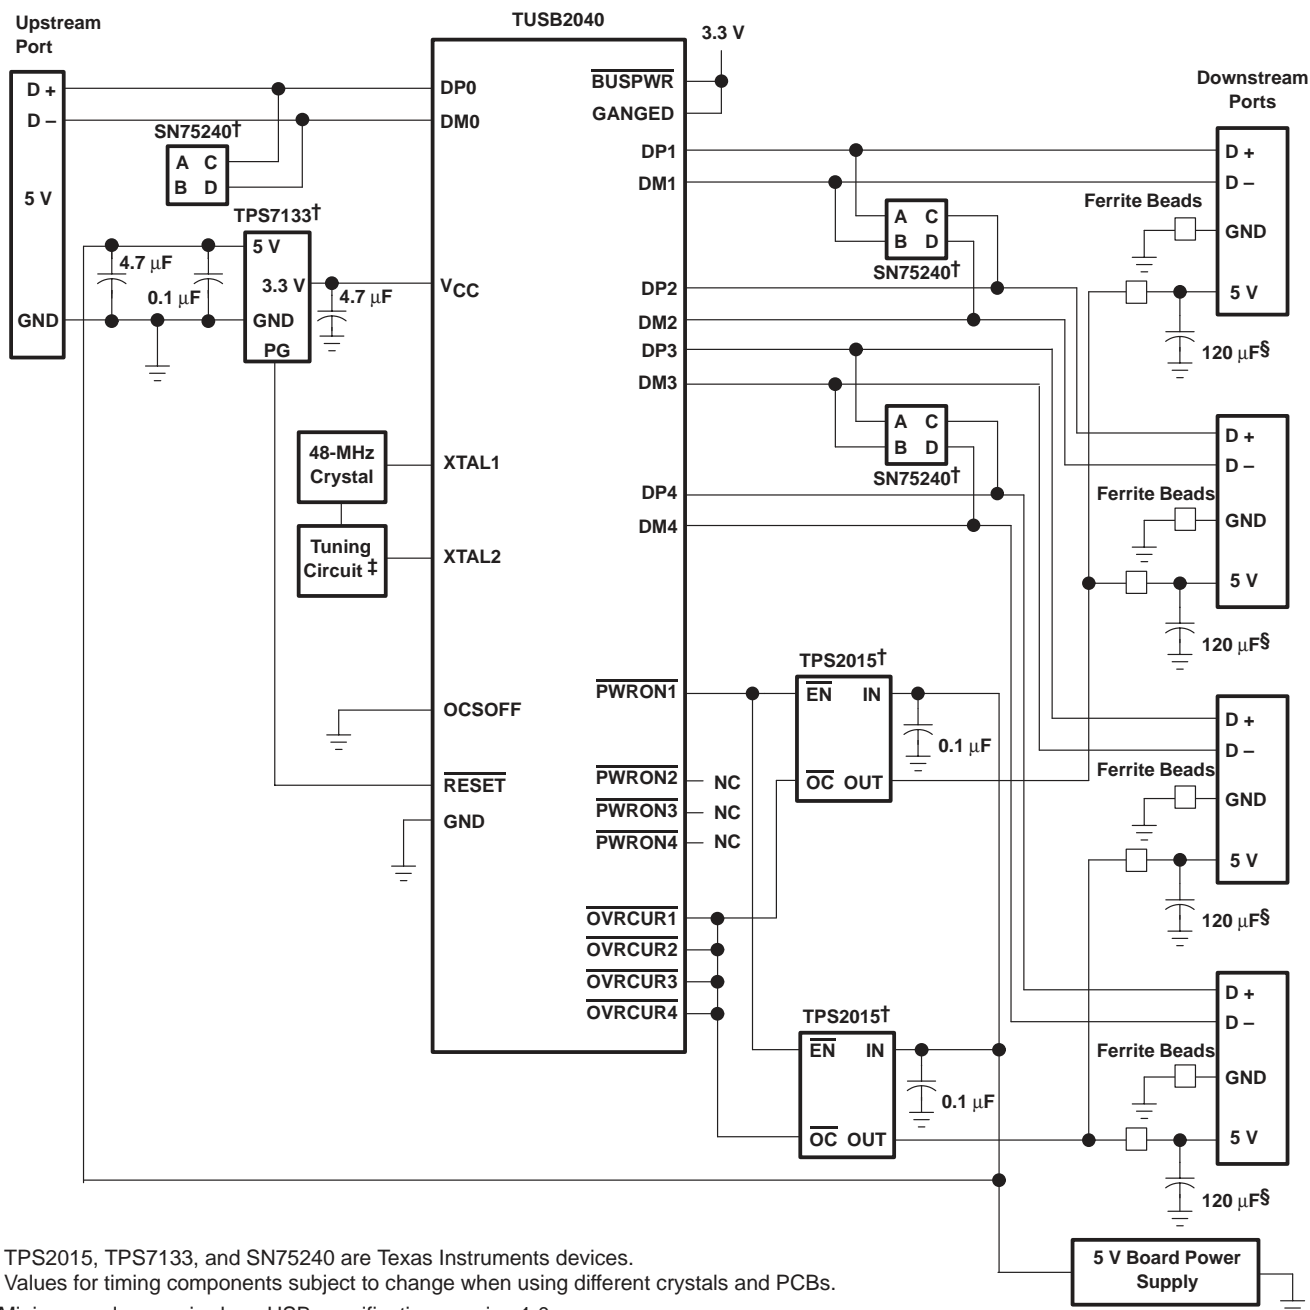 Upstream
Port
TUSB2040
3.3 V
BUSPWR
GANGED
Downstream
Ports
D +
D –
5 V
GND
DP0
DM0
SN75240†
A C
B D
TPS7133†
5 V
3.3 V
GND
PG
4.7 µF
0.1 µF
4.7 µF
VCC
DP1
DM1
A C
B D
SN75240†
DP2
DM2
DP3
DM3
A C
B D
SN75240†
DP4
DM4
D +
D –
Ferrite Beads
GND
5 V
120 µF§
D +
D –
Ferrite Beads
GND
5 V
120 µF§
48-MHz
Crystal
XTAL1
Tuning
Circuit ‡
XTAL2
OCSOFF
RESET
GND
PWRON1
PWRON2
NC
PWRON3
NC
PWRON4
NC
OVRCUR1
OVRCUR2
OVRCUR3
OVRCUR4
TPS2015†
EN IN
OC OUT
0.1 µF
TPS2015†
EN IN
OC OUT
0.1 µF
D +
D –
Ferrite Beads
GND
5 V
120 µF§
D +
D –
Ferrite Beads
GND
5 V
120 µF§
5 V Board Power
Supply
TPS2015, TPS7133, and SN75240 are Texas Instruments devices.
Values for timing components subject to change when using different crystals and PCBs.